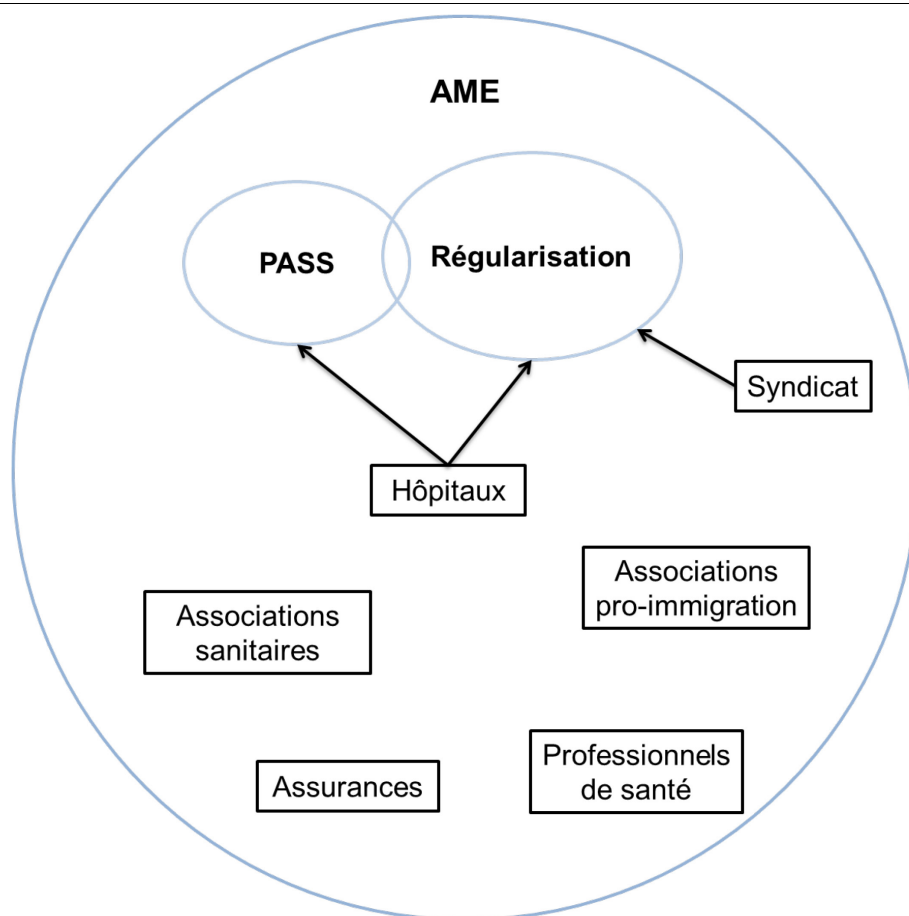 AME
PASS
Régularisation
Syndicat
Hôpitaux
Associations
pro-immigration
Associations
sanitaires
Professionnels
de santé
Assurances